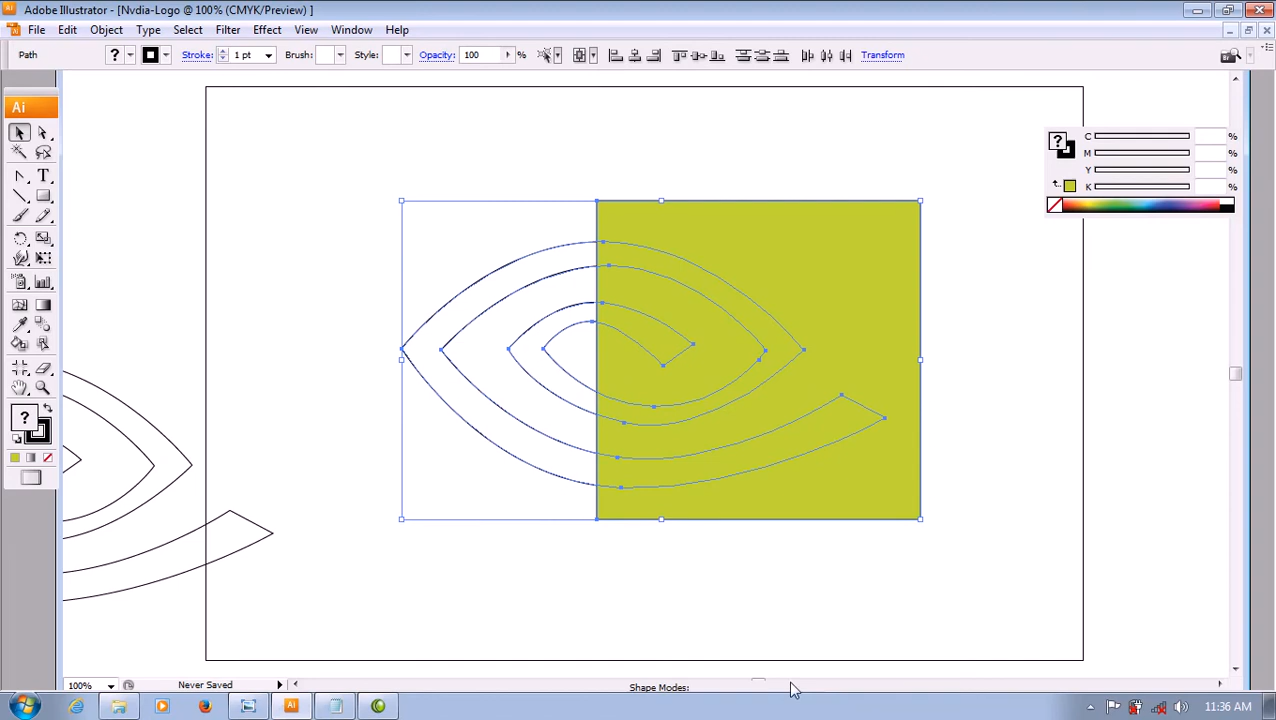 Adobe Illustrator - [Nvdia-Logo @ 100% (CMYK/Preview) ]
File Edit Object Type Select Filter Effect View Window Help
Path ? Stroke: 1 pt Brush: Style: Opacity: 100 % Transform
Ai
? C %
M %
Y %
K %
?
100% Never Saved Shape Modes:
Ai 11:36 AM